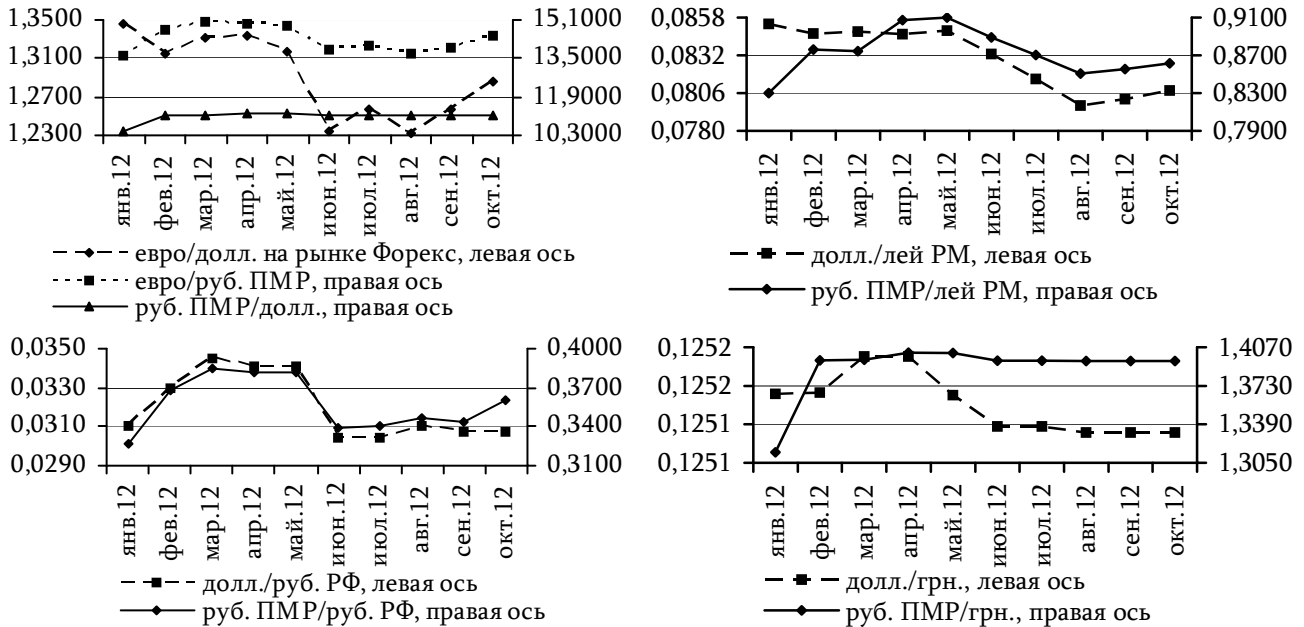 1,3500
1,3100
1,2700
1,2300
15,1000
13,5000
11,9000
10,3000
янв.12
фев.12
мар.12
апр.12
май.12
июн.12
июл.12
авг.12
сен.12
окт.12
евро/долл. на рынке Форекс, левая ось
евро/руб. ПМР, правая ось
руб. ПМР/долл., правая ось
0,0858
0,0832
0,0806
0,0780
0,9100
0,8700
0,8300
0,7900
янв.12
фев.12
мар.12
апр.12
май.12
июн.12
июл.12
авг.12
сен.12
окт.12
долл./лей РМ, левая ось
руб. ПМР/лей РМ, правая ось
0,0350
0,0330
0,0310
0,0290
0,4000
0,3700
0,3400
0,3100
янв.12
фев.12
мар.12
апр.12
май.12
июн.12
июл.12
авг.12
сен.12
окт.12
долл./руб. РФ, левая ось
руб. ПМР/руб. РФ, правая ось
0,1252
0,1252
0,1251
0,1251
1,4070
1,3730
1,3390
1,3050
янв.12
фев.12
мар.12
апр.12
май.12
июн.12
июл.12
авг.12
сен.12
окт.12
долл./грн., левая ось
руб. ПМР/грн., правая ось